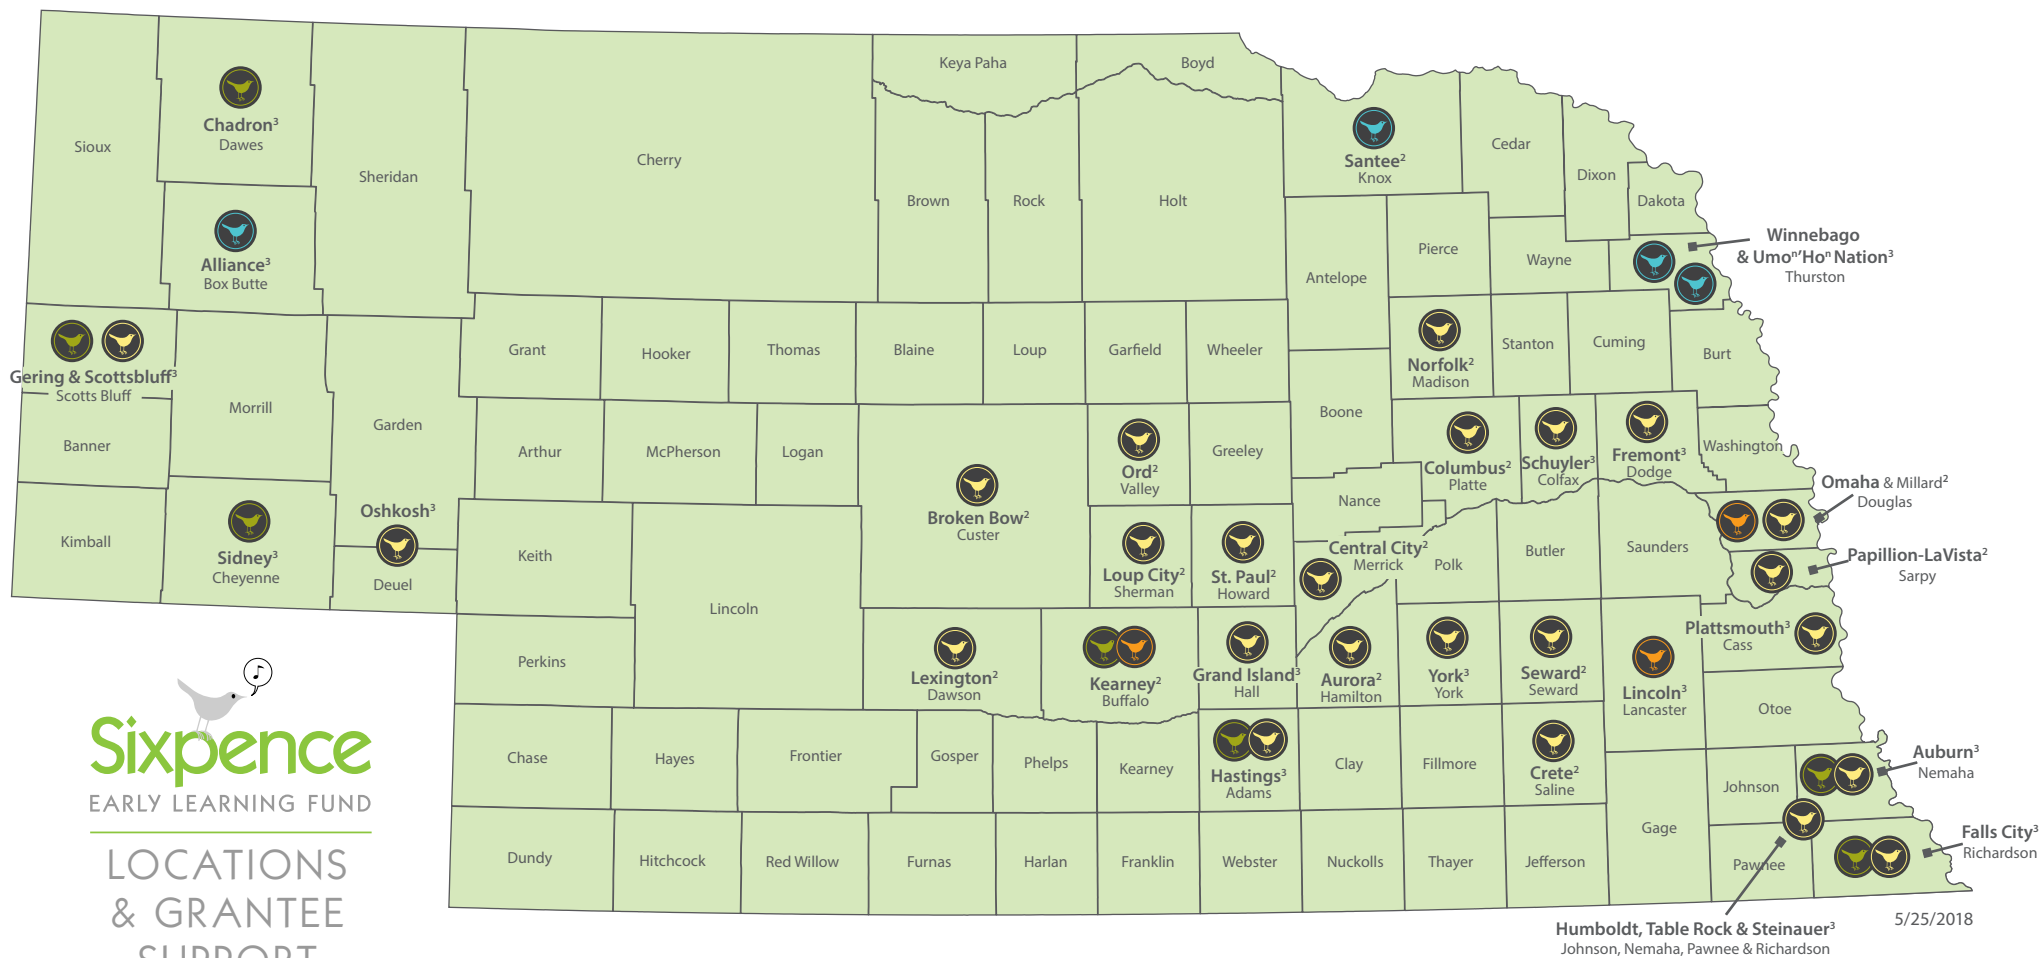 Keya Paha
Boyd
Chadron³
Dawes
Sioux
Sheridan
Cherry
Brown
Rock
Holt
Santee²
Knox
Cedar
Dixon
Dakota
Alliance³
Box Butte
Antelope
Pierce
Wayne
Winnebago
& Umoⁿ’Hoⁿ Nation³
Thurston
Gering & Scottsbluff³
Scotts Bluff
Banner
Morrill
Garden
Grant
Hooker
Thomas
Blaine
Loup
Garfield
Wheeler
Norfolk²
Madison
Stanton
Cuming
Burt
Boone
Arthur
McPherson
Logan
Broken Bow²
Custer
Ord²
Valley
Greeley
Columbus²
Platte
Schuyler³
Colfax
Fremont³
Dodge
Washington
Nance
Omaha & Millard²
Douglas
Kimball
Sidney³
Cheyenne
Oshkosh³
Deuel
Keith
Lincoln
Loup City²
Sherman
St. Paul²
Howard
Central City²
Merrick
Polk
Butler
Saunders
Papillion-LaVista²
Sarpy
Perkins
Lexington²
Dawson
Kearney²
Buffalo
Grand Island³
Hall
Aurora²
Hamilton
York³
York
Seward²
Seward
Lincoln³
Lancaster
Plattsmouth³
Cass
Otoe
Chase
Hayes
Frontier
Gosper
Phelps
Kearney
Hastings³
Adams
Clay
Fillmore
Crete²
Saline
Gage
Johnson
Auburn³
Nemaha
Dundy
Hitchcock
Red Willow
Furnas
Harlan
Franklin
Webster
Nuckolls
Thayer
Jefferson
Pawnee
Falls City³
Richardson
Humboldt, Table Rock & Steinauer³
Johnson, Nemaha, Pawnee & Richardson
5/25/2018
Sixpence
EARLY LEARNING FUND
LOCATIONS
& GRANTEE
SUPPORT